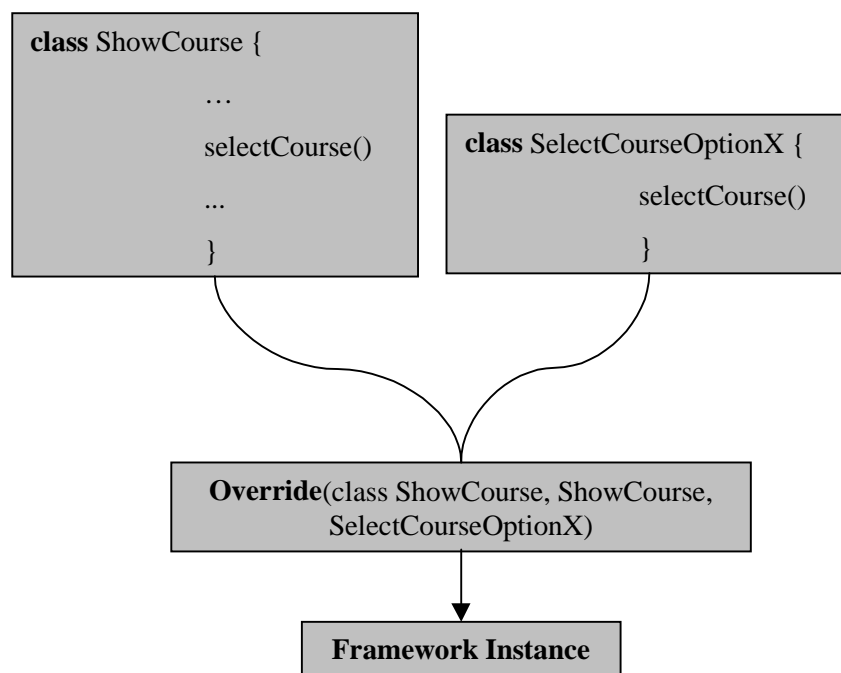 class ShowCourse {
…
selectCourse()
...
}
class SelectCourseOptionX {
selectCourse()
}
Override(class ShowCourse, ShowCourse,
SelectCourseOptionX)
Framework Instance